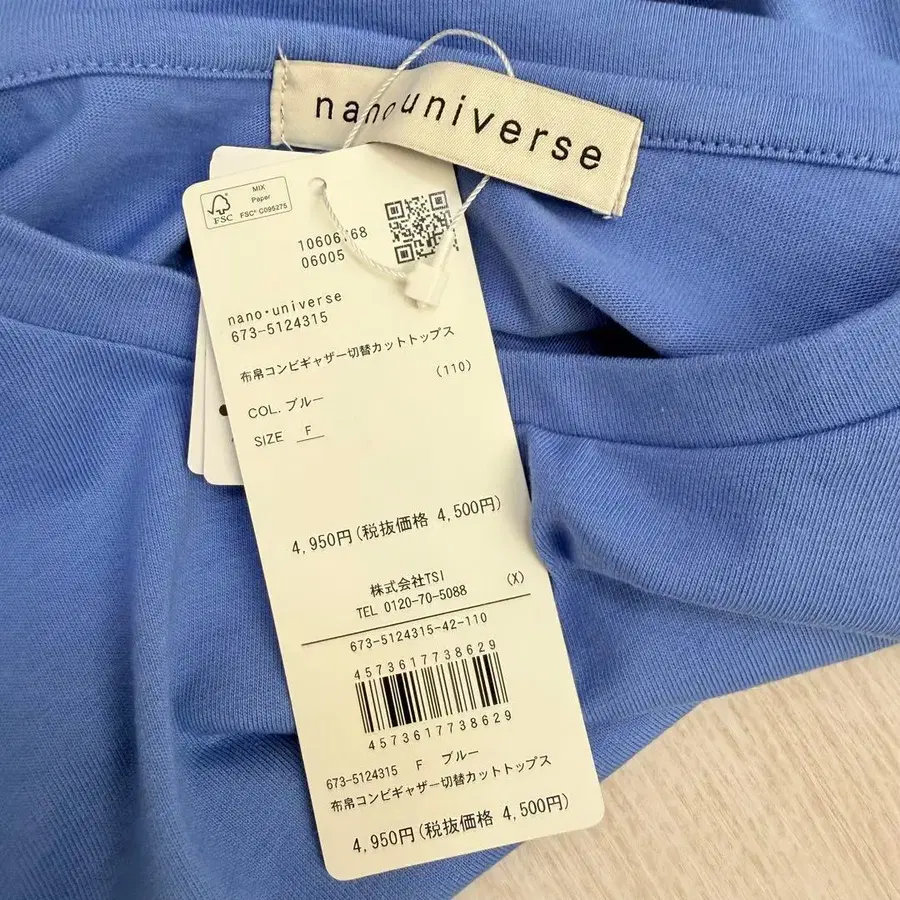 nano universe
FSC
MIX
Paper
FSC® C095275
06005
nano・universe
673-5124315
布帛コンビギャザー切替カットトップス
(110)
COL. ブルー
SIZE F
4,950円(税抜価格 4,500円)
株式会社TSI
(X)
TEL 0120-70-5088
673-5124315-42-110
4573617738629
4573617738629
673-5124315 F ブルー
布帛コンビギャザー切替カットトップス
4,950円(税抜価格 4,500円)